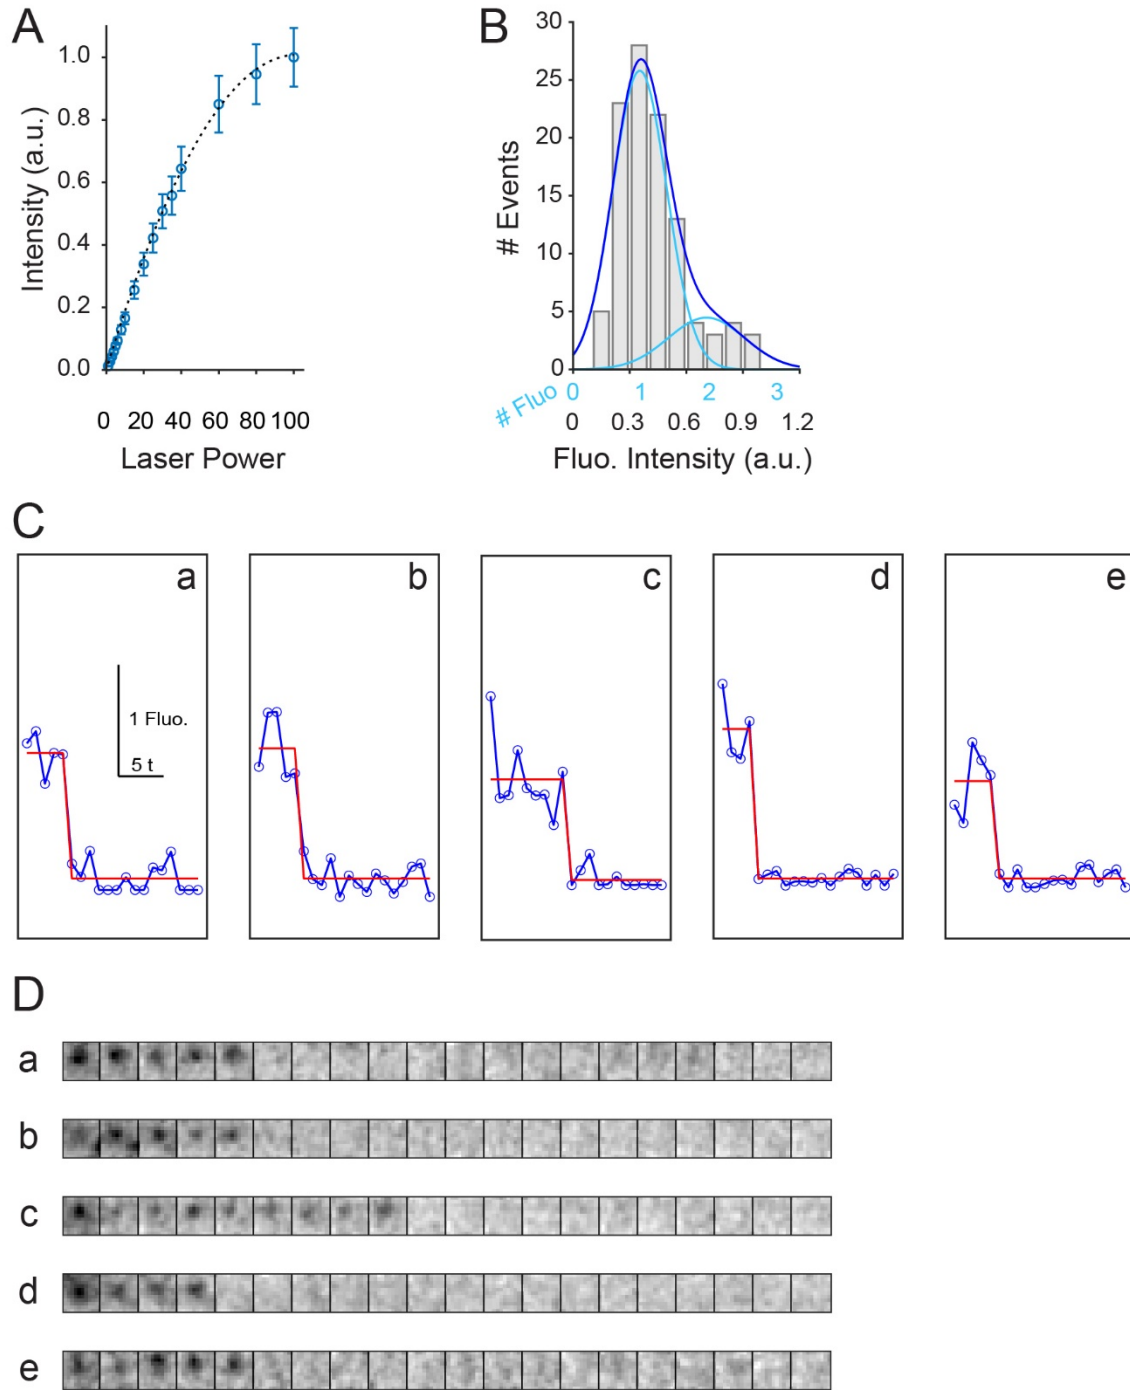 A
Intensity (a.u.)
1.0
0.8
0.6
0.4
0.2
0.0
0 20 40 60 80 100
Laser Power
B
# Events
30
25
20
15
10
5
0
# Fluo 0 1 2 3
0 0.3 0.6 0.9 1.2
Fluo. Intensity (a.u.)
C
a b c d e
1 Fluo.
5 t
D
a
b
c
d
e